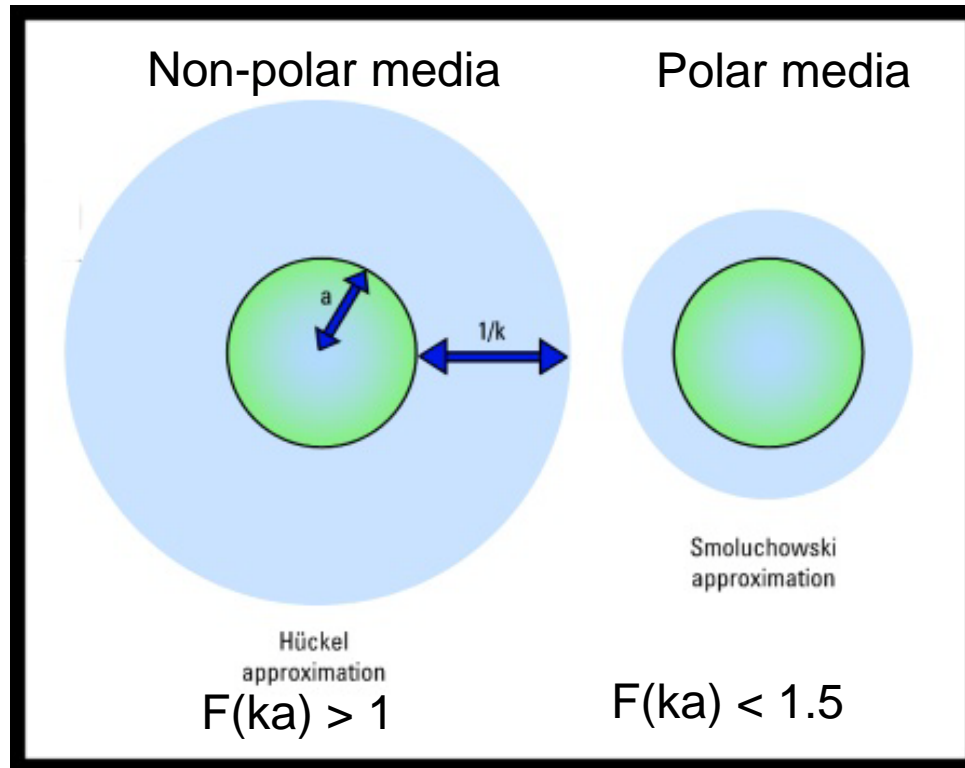 Non-polar media
Polar media
a
1/k
Smoluchowski
approximation
Hückel
approximation
F(ka) > 1
F(ka) < 1.5